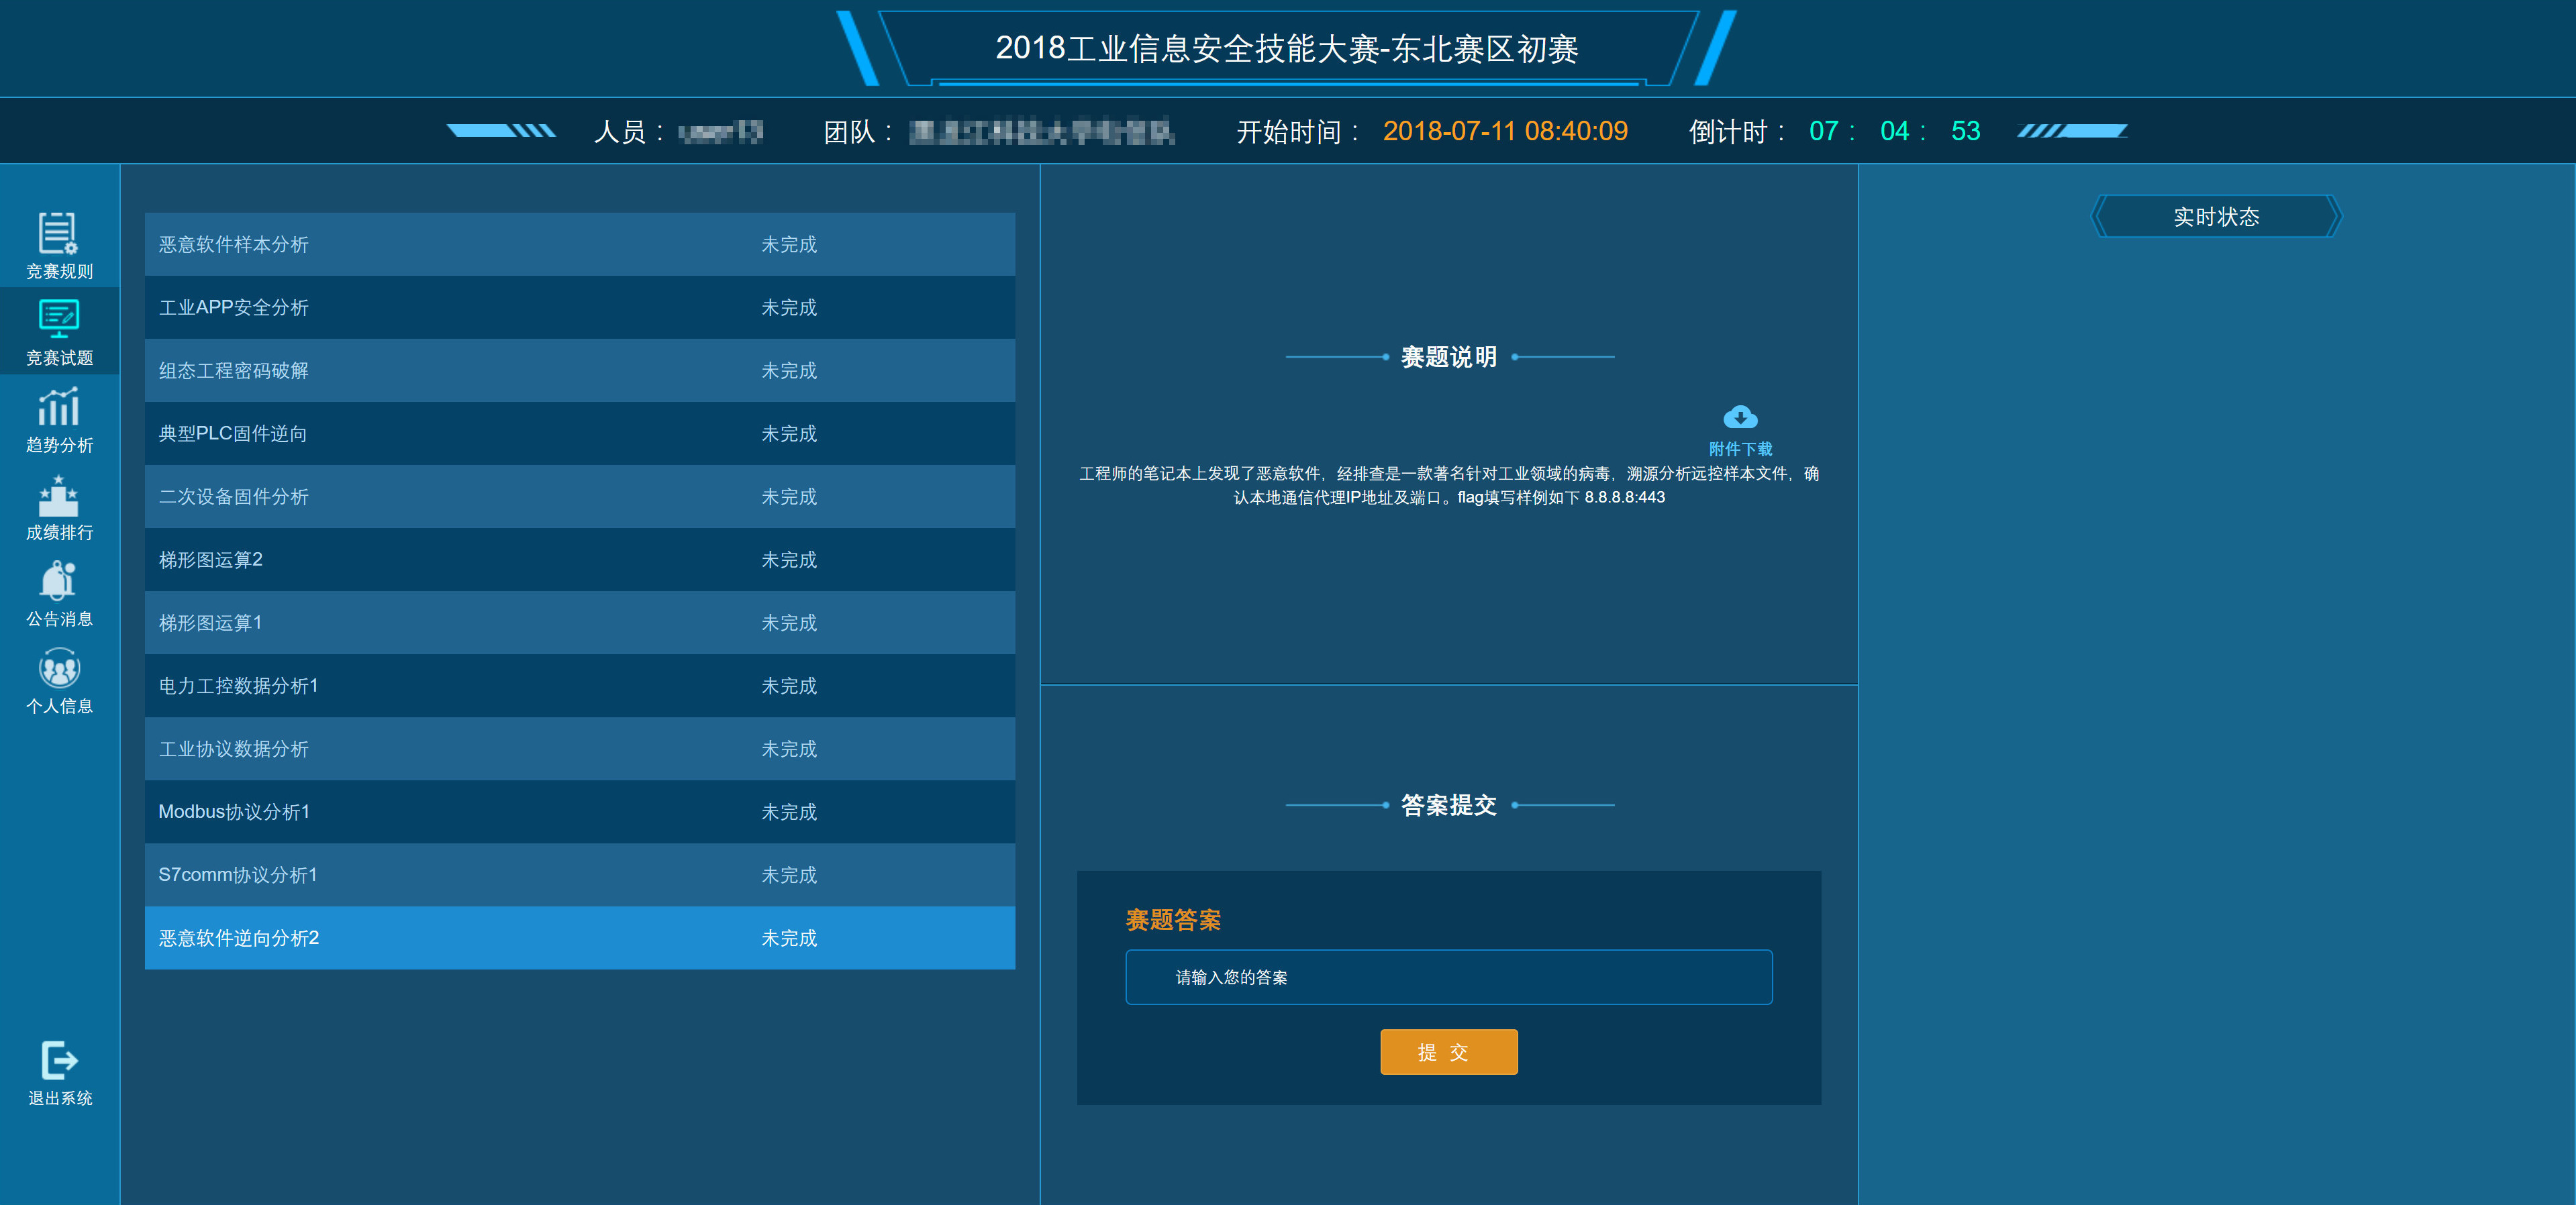 2018工业信息安全技能大赛-东北赛区初赛
人员： 团队： 开始时间： 2018-07-11 08:40:09 倒计时： 07： 04： 53
竞赛规则
竞赛试题
趋势分析
成绩排行
公告消息
个人信息
退出系统
恶意软件样本分析 未完成
工业APP安全分析 未完成
组态工程密码破解 未完成
典型PLC固件逆向 未完成
二次设备固件分析 未完成
梯形图运算2 未完成
梯形图运算1 未完成
电力工控数据分析1 未完成
工业协议数据分析 未完成
Modbus协议分析1 未完成
S7comm协议分析1 未完成
恶意软件逆向分析2 未完成
赛题说明
附件下载
工程师的笔记本上发现了恶意软件，经排查是一款著名针对工业领域的病毒，溯源分析远控样本文件，确
认本地通信代理IP地址及端口。flag填写样例如下 8.8.8.8:443
答案提交
赛题答案
请输入您的答案
提 交
实时状态